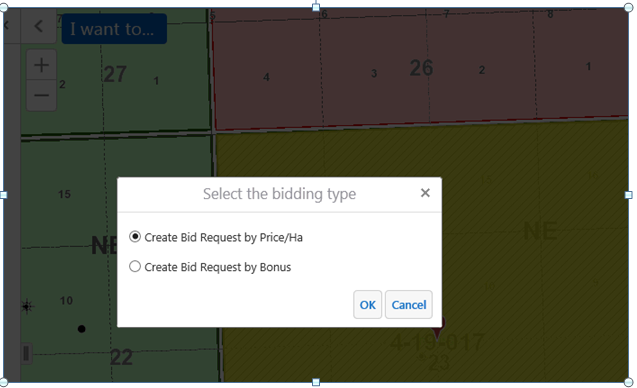 5 6 7 8
I want to...
27
2 1 4 3 26 2 1
15
Select the bidding type
NE
Create Bid Request by Price/Ha
Create Bid Request by Bonus
10
OK Cancel
4-19-017
22
23